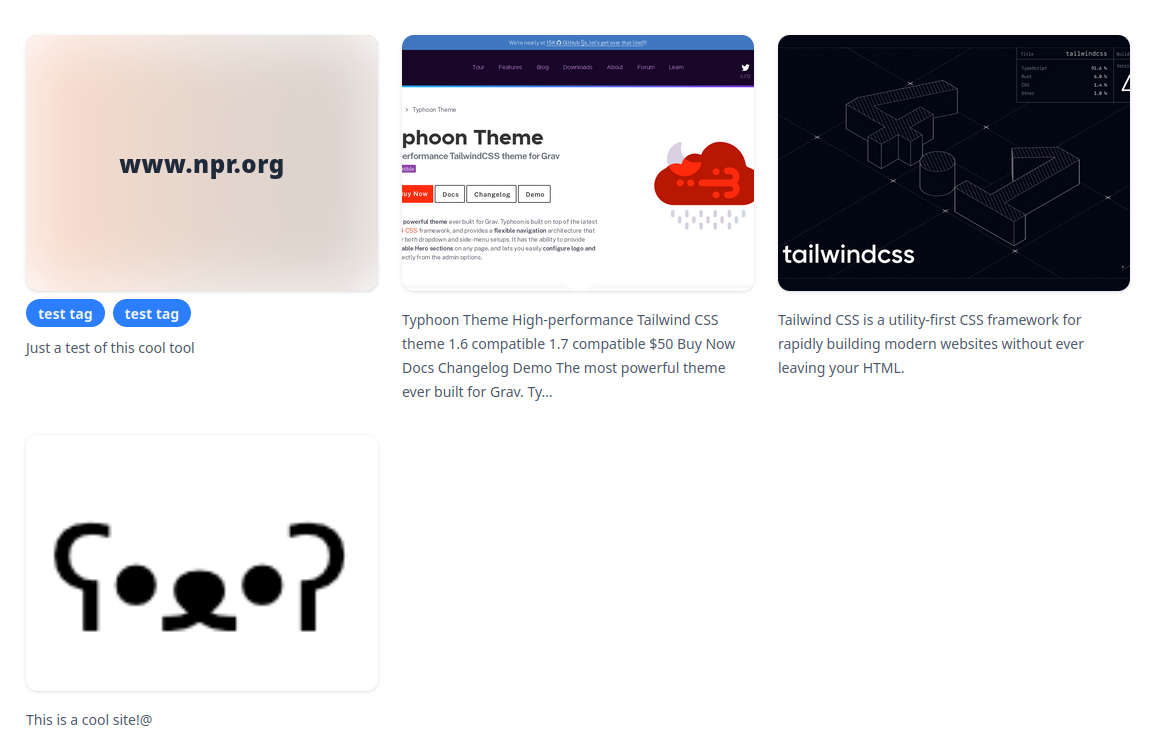 www.npr.org
test tag test tag
Just a test of this cool tool
We're nearly at 15K GitHub
let's get over that line!!!
Tour Features Blog Downloads About Forum Learn
› Typhoon Theme
phoon Theme
erformance TailwindCSS theme for Grav
Buy Now Docs Changelog Demo
powerful theme ever built for Grav. Typhoon is built on top of the latest
CSS framework, and provides a flexible navigation architecture that
both dropdown and side-menu setups. It has the ability to provide
able Hero sections on any page, and lets you easily configure logo and
ectly from the admin options.
Typhoon Theme High-performance Tailwind CSS
theme 1.6 compatible 1.7 compatible $50 Buy Now
Docs Changelog Demo The most powerful theme
ever built for Grav. Ty...
Title tailwindcss
TypeScript 91.6 %
Rust 6.0 %
CSS 1.4 %
Other 1.0 %
tailwindcss
Tailwind CSS is a utility-first CSS framework for
rapidly building modern websites without ever
leaving your HTML.
ʕ•ᴥ•ʔ
This is a cool site!@